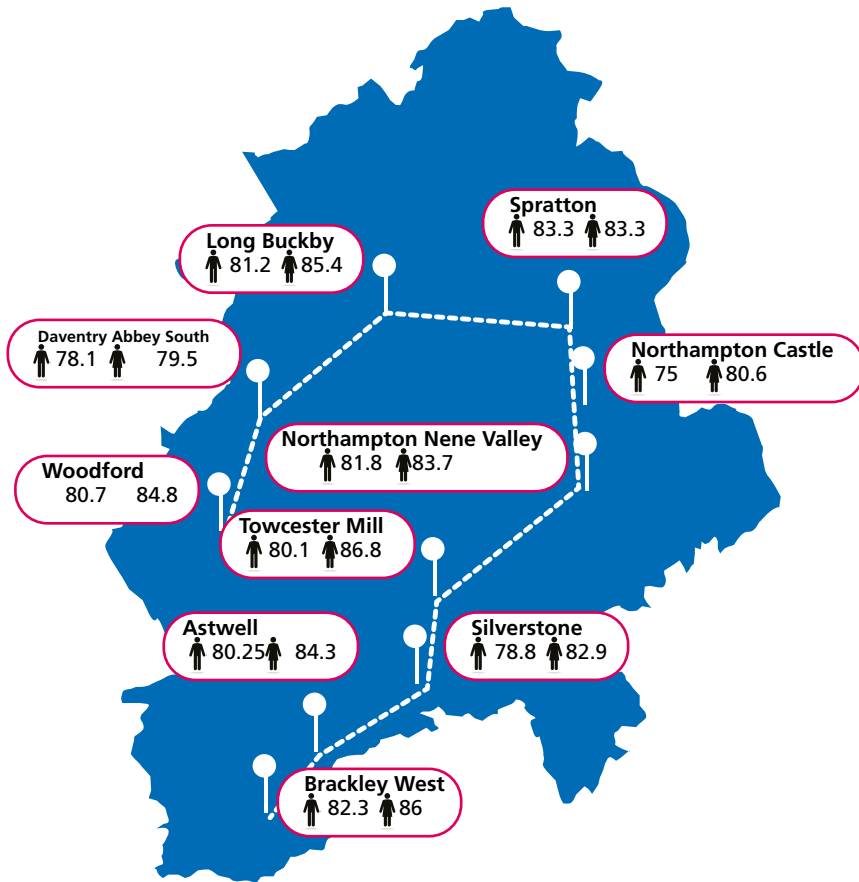 Spratton
83.3 83.3
Long Buckby
81.2 85.4
Daventry Abbey South
78.1 79.5
Northampton Castle
75 80.6
Northampton Nene Valley
81.8 83.7
Woodford
80.7 84.8
Towcester Mill
80.1 86.8
Astwell
80.25 84.3
Silverstone
78.8 82.9
Brackley West
82.3 86